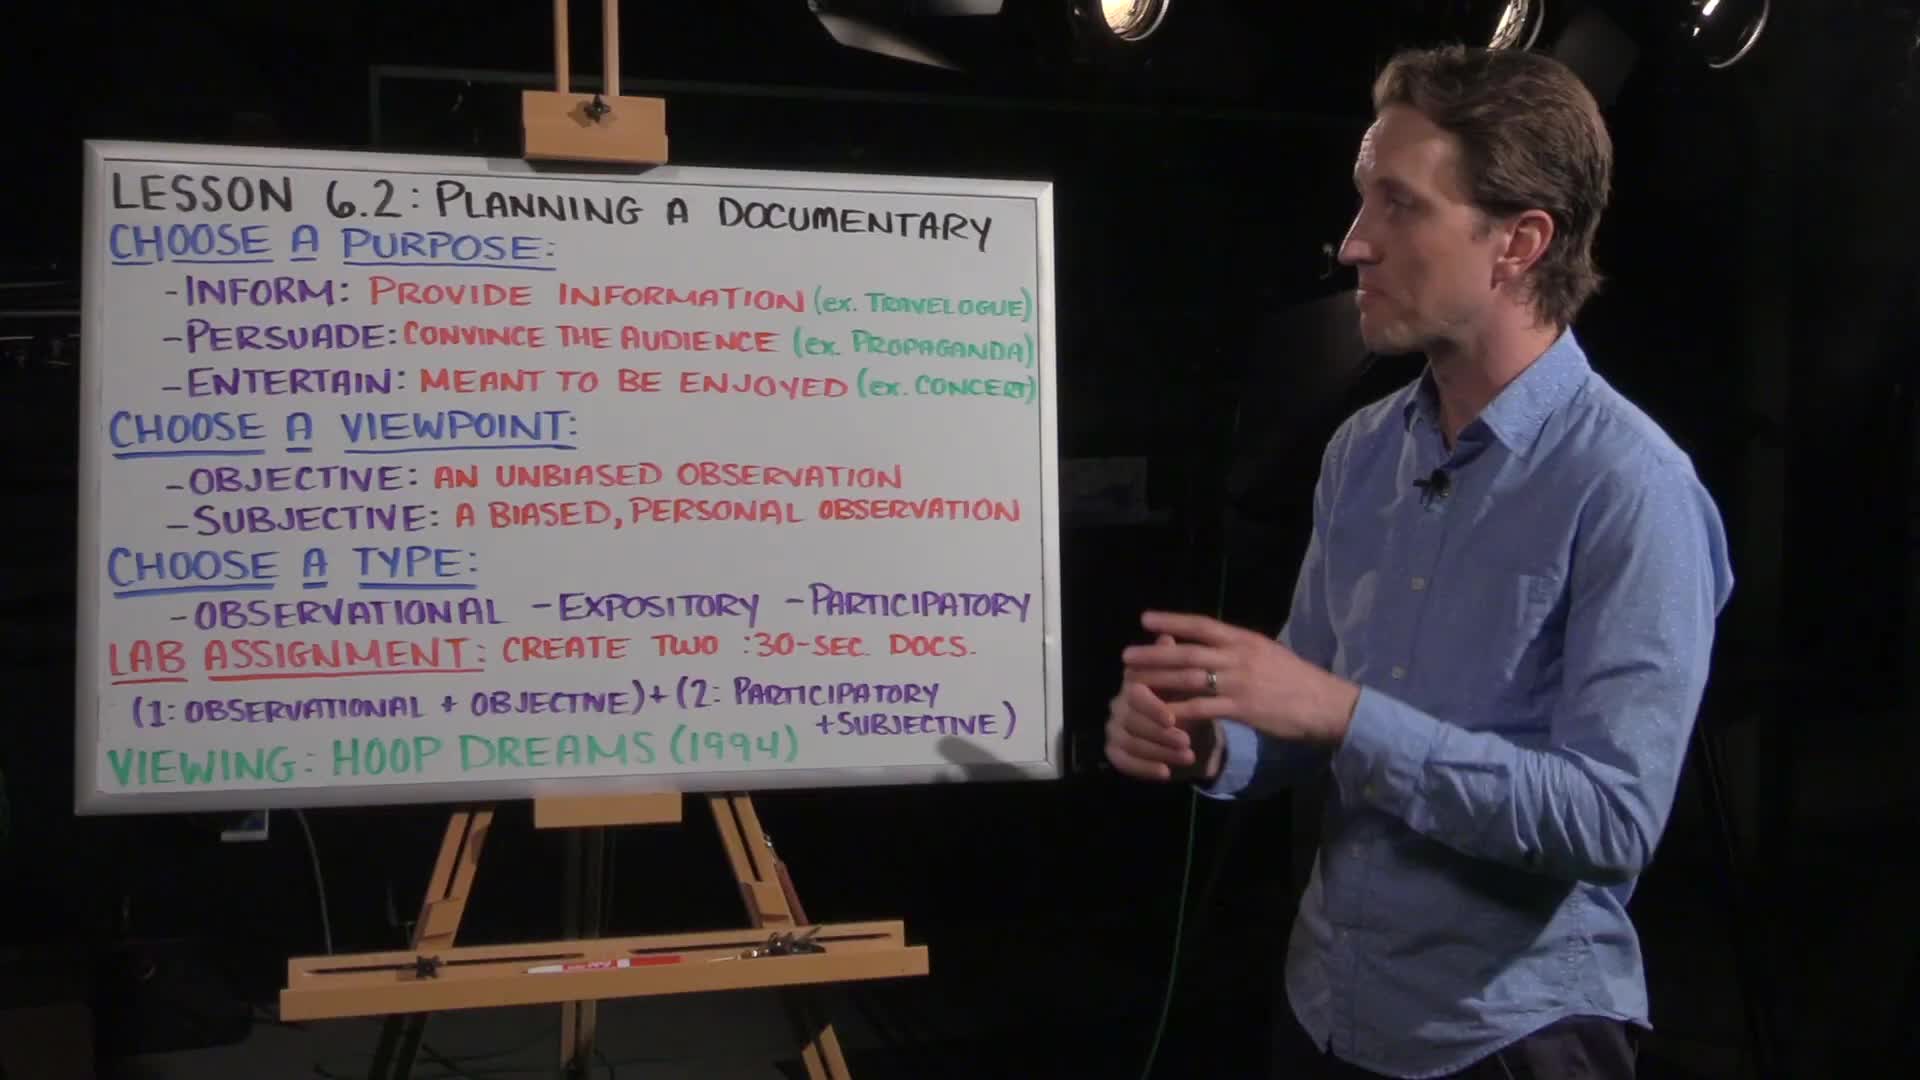 LESSON 6.2: PLANNING A DOCUMENTARY
CHOOSE A PURPOSE:
-INFORM: PROVIDE INFORMATION (ex. TRAVELOGUE)
-PERSUADE: CONVINCE THE AUDIENCE (ex. PROPAGANDA)
-ENTERTAIN: MEANT TO BE ENJOYED (ex. CONCERT)
CHOOSE A VIEWPOINT:
-OBJECTIVE: AN UNBIASED OBSERVATION
-SUBJECTIVE: A BIASED, PERSONAL OBSERVATION
CHOOSE A TYPE:
-OBSERVATIONAL -EXPOSITORY -PARTICIPATORY
LAB ASSIGNMENT: CREATE TWO :30-SEC. DOCS.
(1: OBSERVATIONAL + OBJECTIVE) + (2: PARTICIPATORY
+SUBJECTIVE)
VIEWING: HOOP DREAMS (1994)